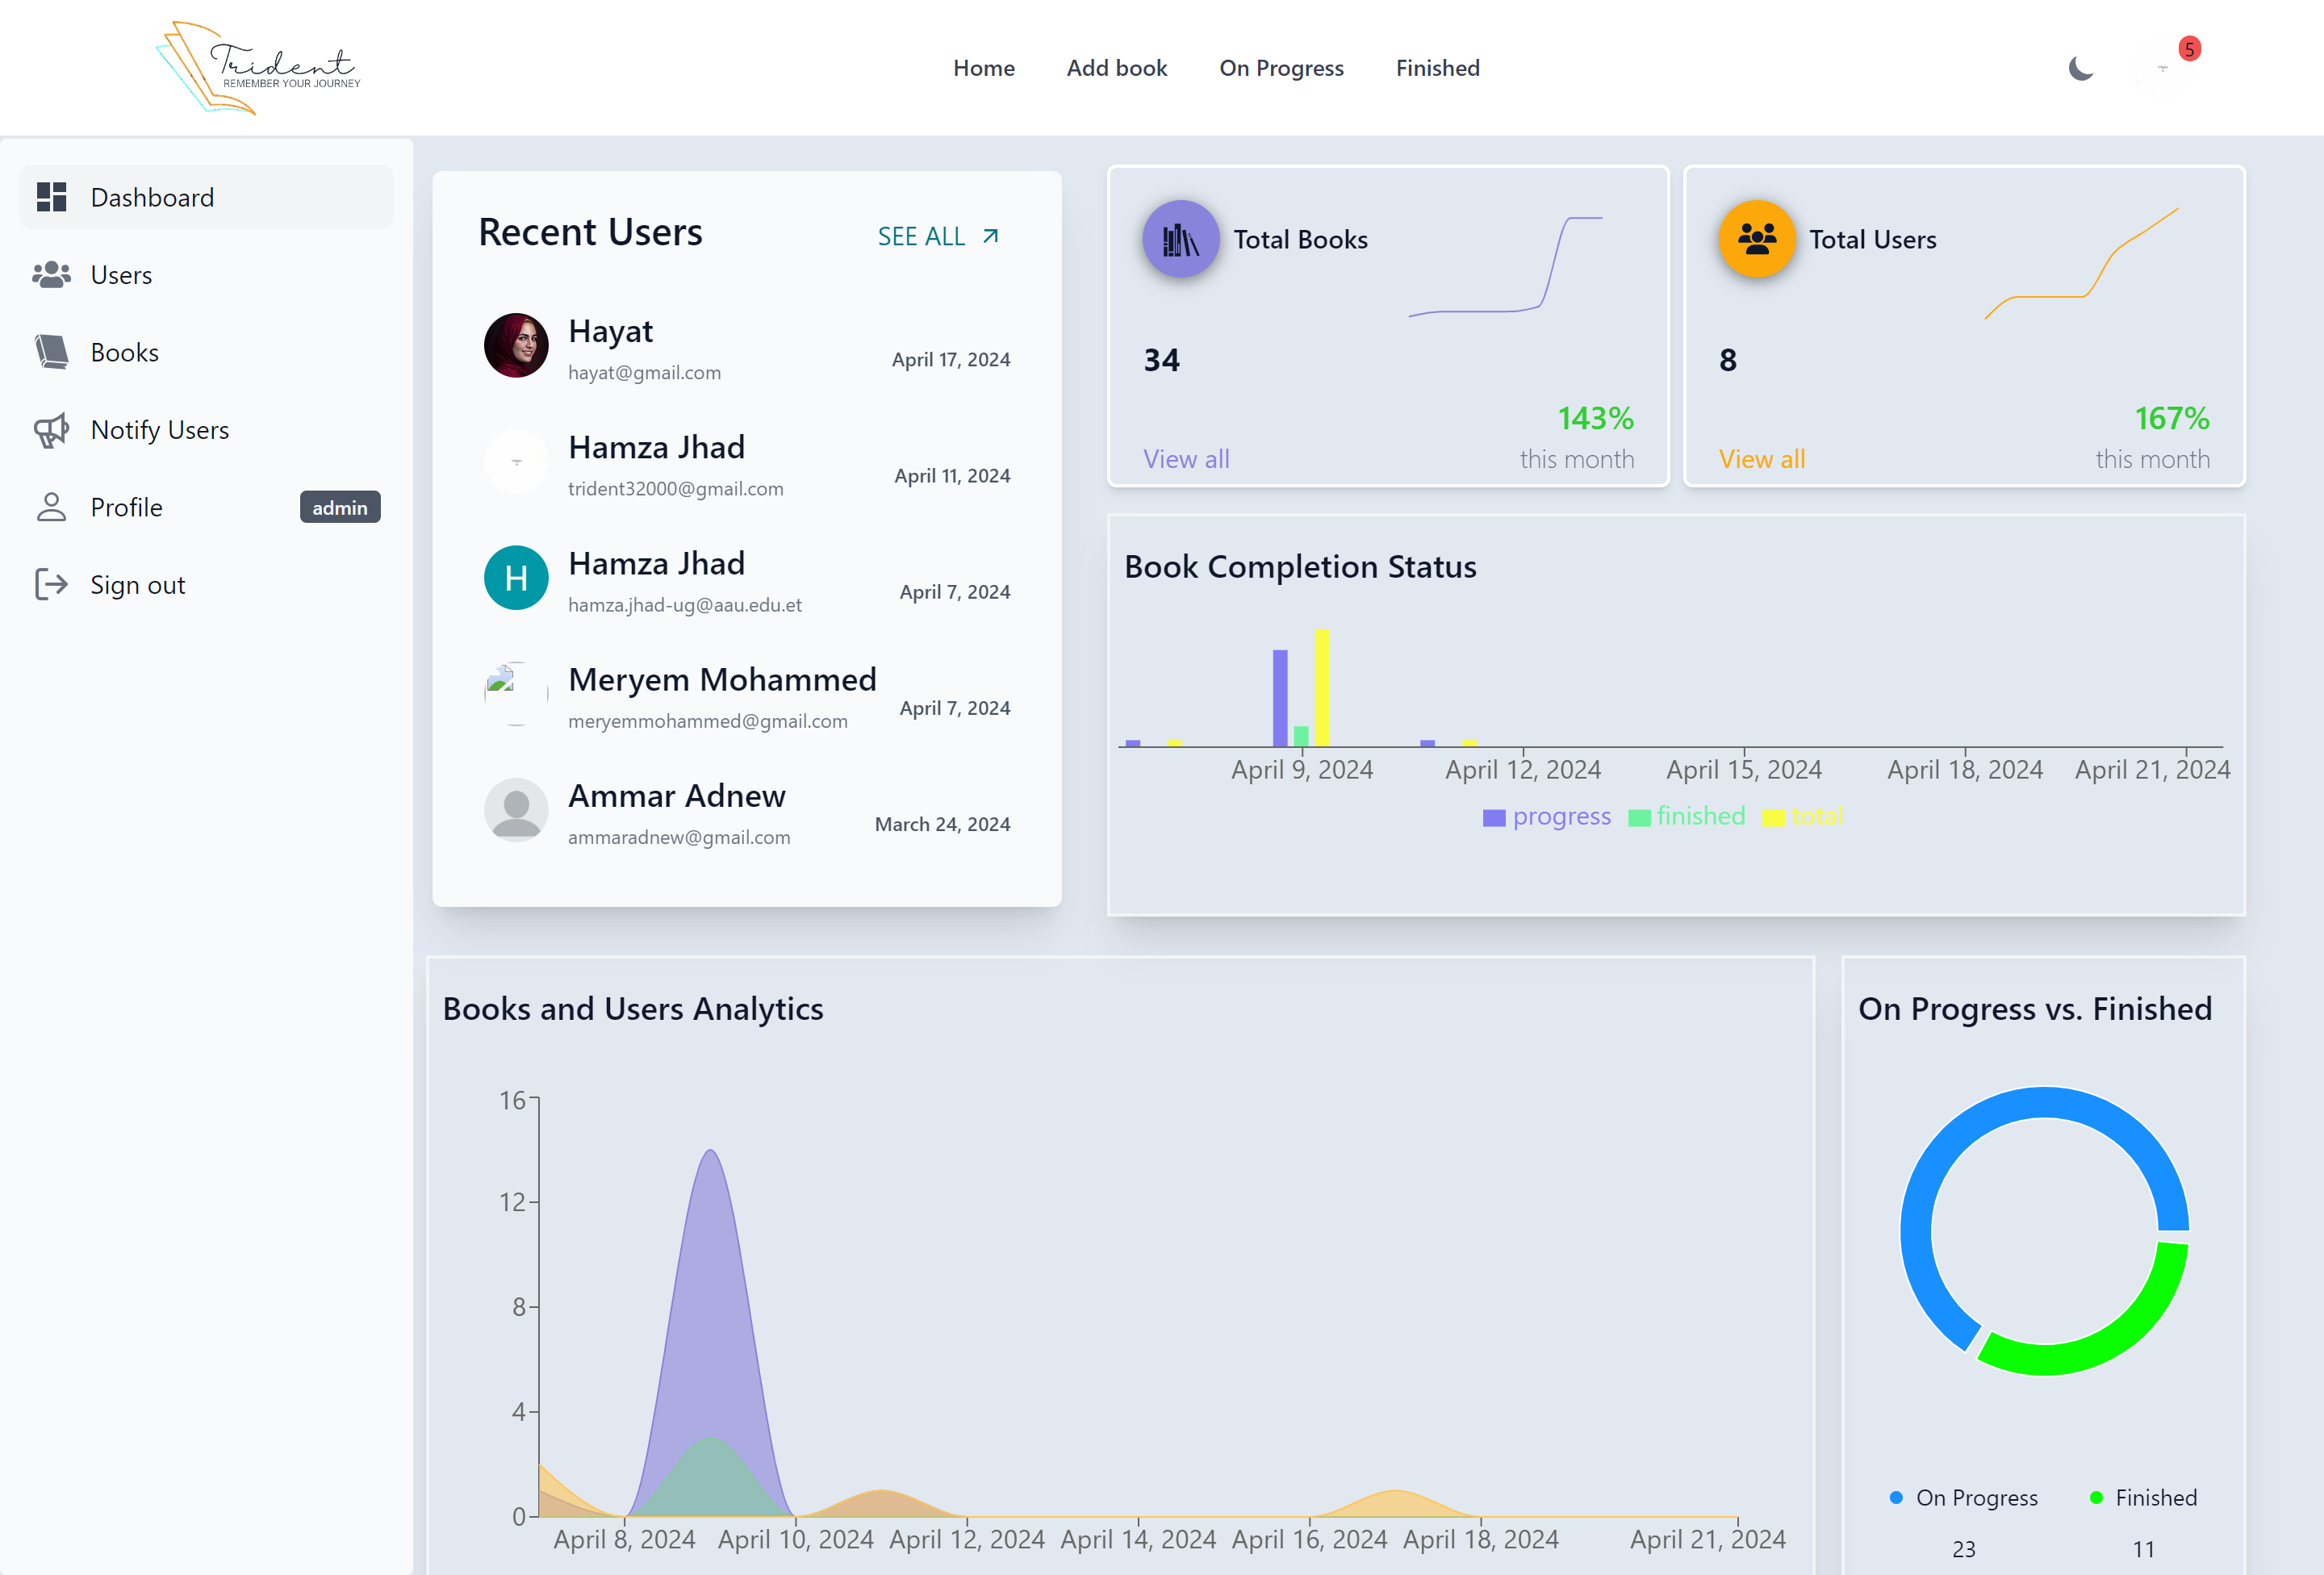 Trident
REMEMBER YOUR JOURNEY
Home
Add book
On Progress
Finished
5
Dashboard
Users
Books
Notify Users
Profile
admin
Sign out
Recent Users
SEE ALL
Hayat
hayat@gmail.com
April 17, 2024
Hamza Jhad
trident32000@gmail.com
April 11, 2024
Hamza Jhad
H
hamza.jhad-ug@aau.edu.et
April 7, 2024
Meryem Mohammed
meryemmohammed@gmail.com
April 7, 2024
Ammar Adnew
ammaradnew@gmail.com
March 24, 2024
Total Books
34
143%
View all
this month
Total Users
8
167%
View all
this month
Book Completion Status
April 9, 2024
April 12, 2024
April 15, 2024
April 18, 2024
April 21, 2024
progress
finished
total
Books and Users Analytics
16
12
8
4
0
April 8, 2024
April 10, 2024
April 12, 2024
April 14, 2024
April 16, 2024
April 18, 2024
April 21, 2024
On Progress vs. Finished
On Progress
Finished
23
11